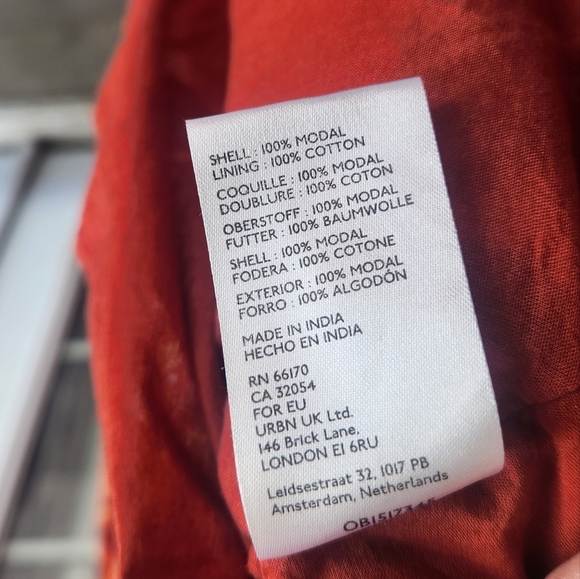 SHELL : 100% MODAL
LINING : 100% COTTON
COQUILLE : 100% MODAL
DOUBLURE : 100% COTON
OBERSTOFF : 100% MODAL
FUTTER : 100% BAUMWOLLE
SHELL : 100% MODAL
FODERA : 100% COTONE
EXTERIOR : 100% MODAL
FORRO : 100% ALGODÓN
MADE IN INDIA
HECHO EN INDIA
RN 66170
CA 32054
FOR EU
URBN UK Ltd.
146 Brick Lane,
LONDON E1 6RU
Leidsestraat 32, 1017 PB
Amsterdam, Netherlands